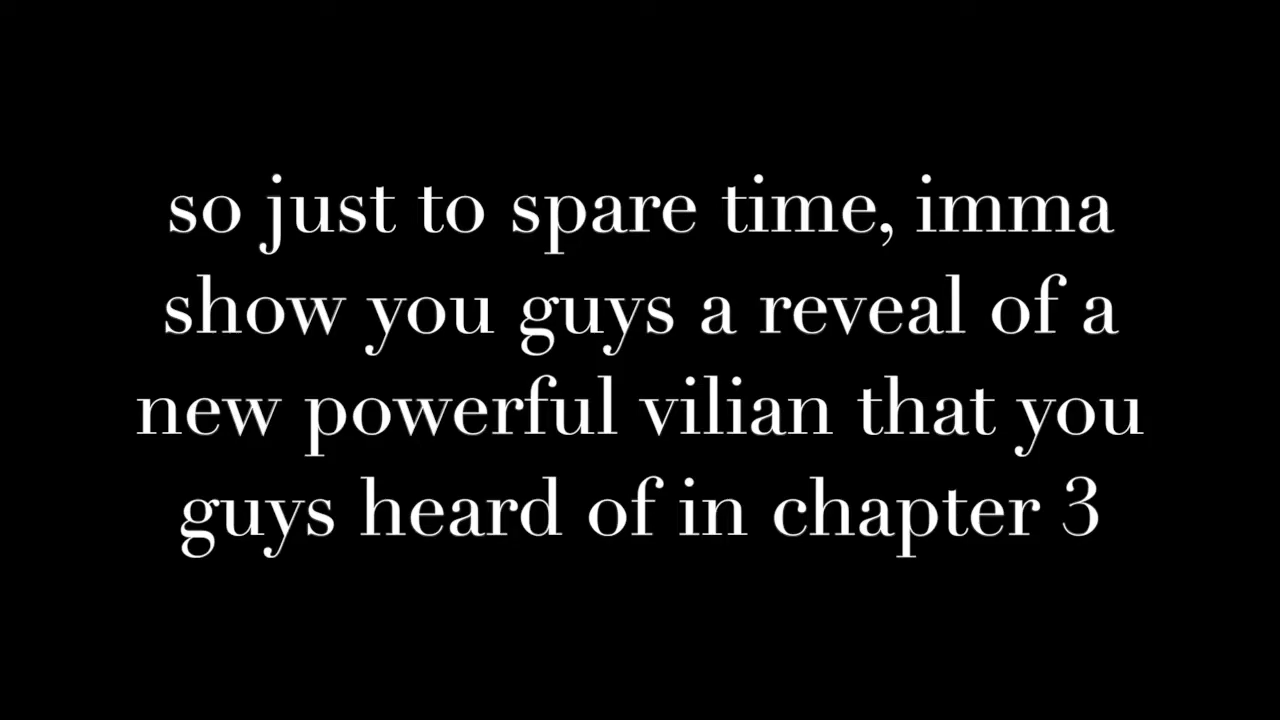 so just to spare time, imma
show you guys a reveal of a
new powerful vilian that you
guys heard of in chapter 3